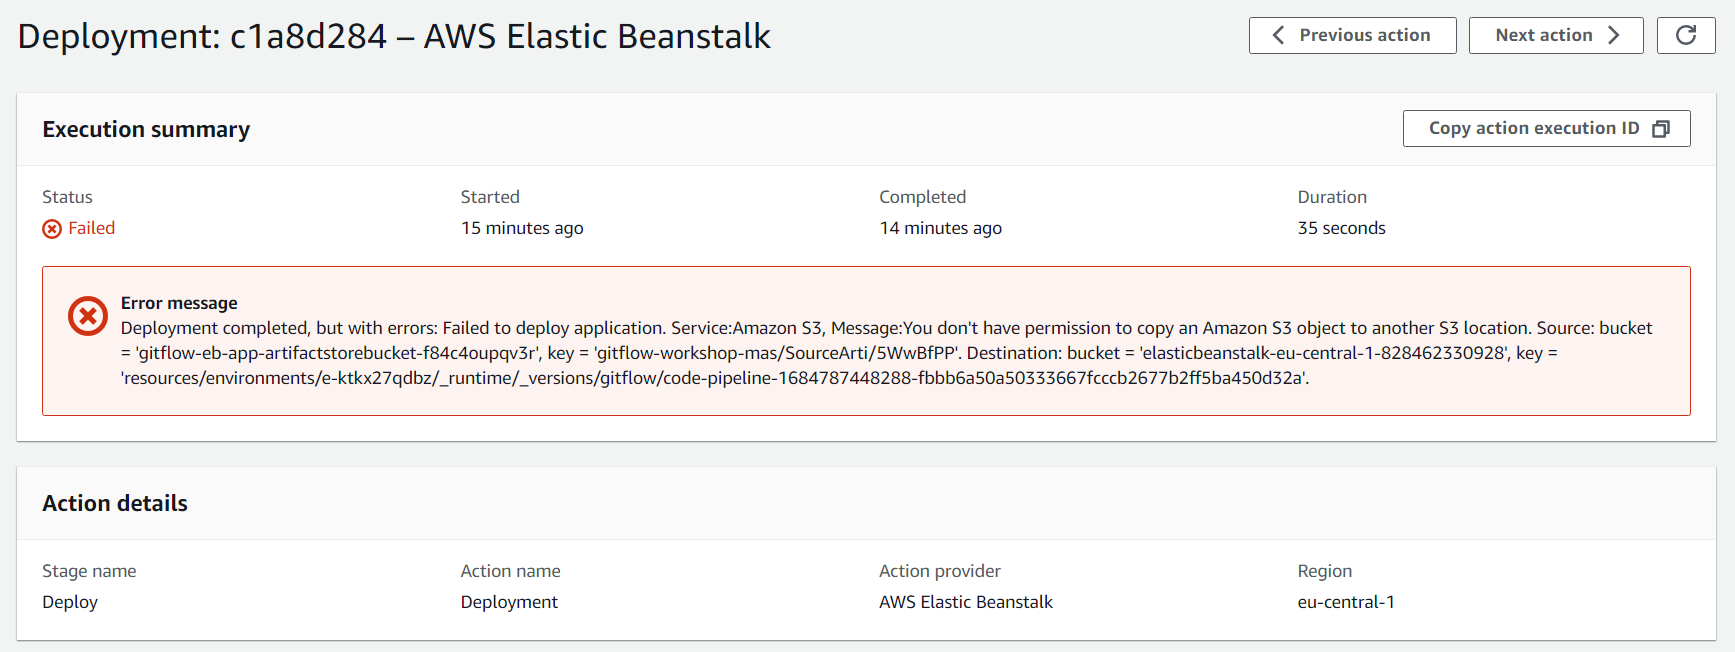 Deployment: c1a8d284 – AWS Elastic Beanstalk
Previous action
Next action
Execution summary
Copy action execution ID
Status
Started
Completed
Duration
Failed
15 minutes ago
14 minutes ago
35 seconds
Error message
Deployment completed, but with errors: Failed to deploy application. Service:Amazon S3, Message:You don't have permission to copy an Amazon S3 object to another S3 location. Source: bucket
= 'gitflow-eb-app-artifactstorebucket-f84c4oupqv3r', key = 'gitflow-workshop-mas/SourceArti/5WwBfPP'. Destination: bucket = 'elasticbeanstalk-eu-central-1-828462330928', key =
'resources/environments/e-ktkx27qdbz/_runtime/_versions/gitflow/code-pipeline-1684787448288-fbbb6a50a50333667fcccb2677b2ff5ba450d32a'.
Action details
Stage name
Action name
Action provider
Region
Deploy
Deployment
AWS Elastic Beanstalk
eu-central-1